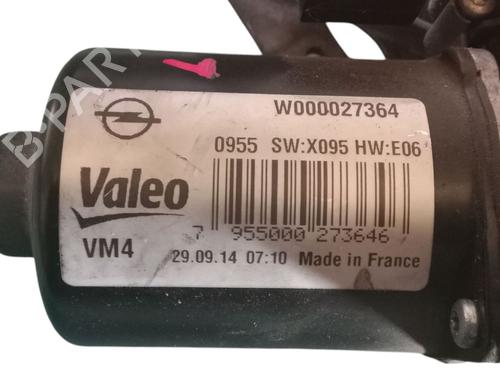 W000027364
0955 SW:X095 HW:E06
Valeo
7 955000 273646
VM4
29.09.14 07:10 Made in France
B-PARTS